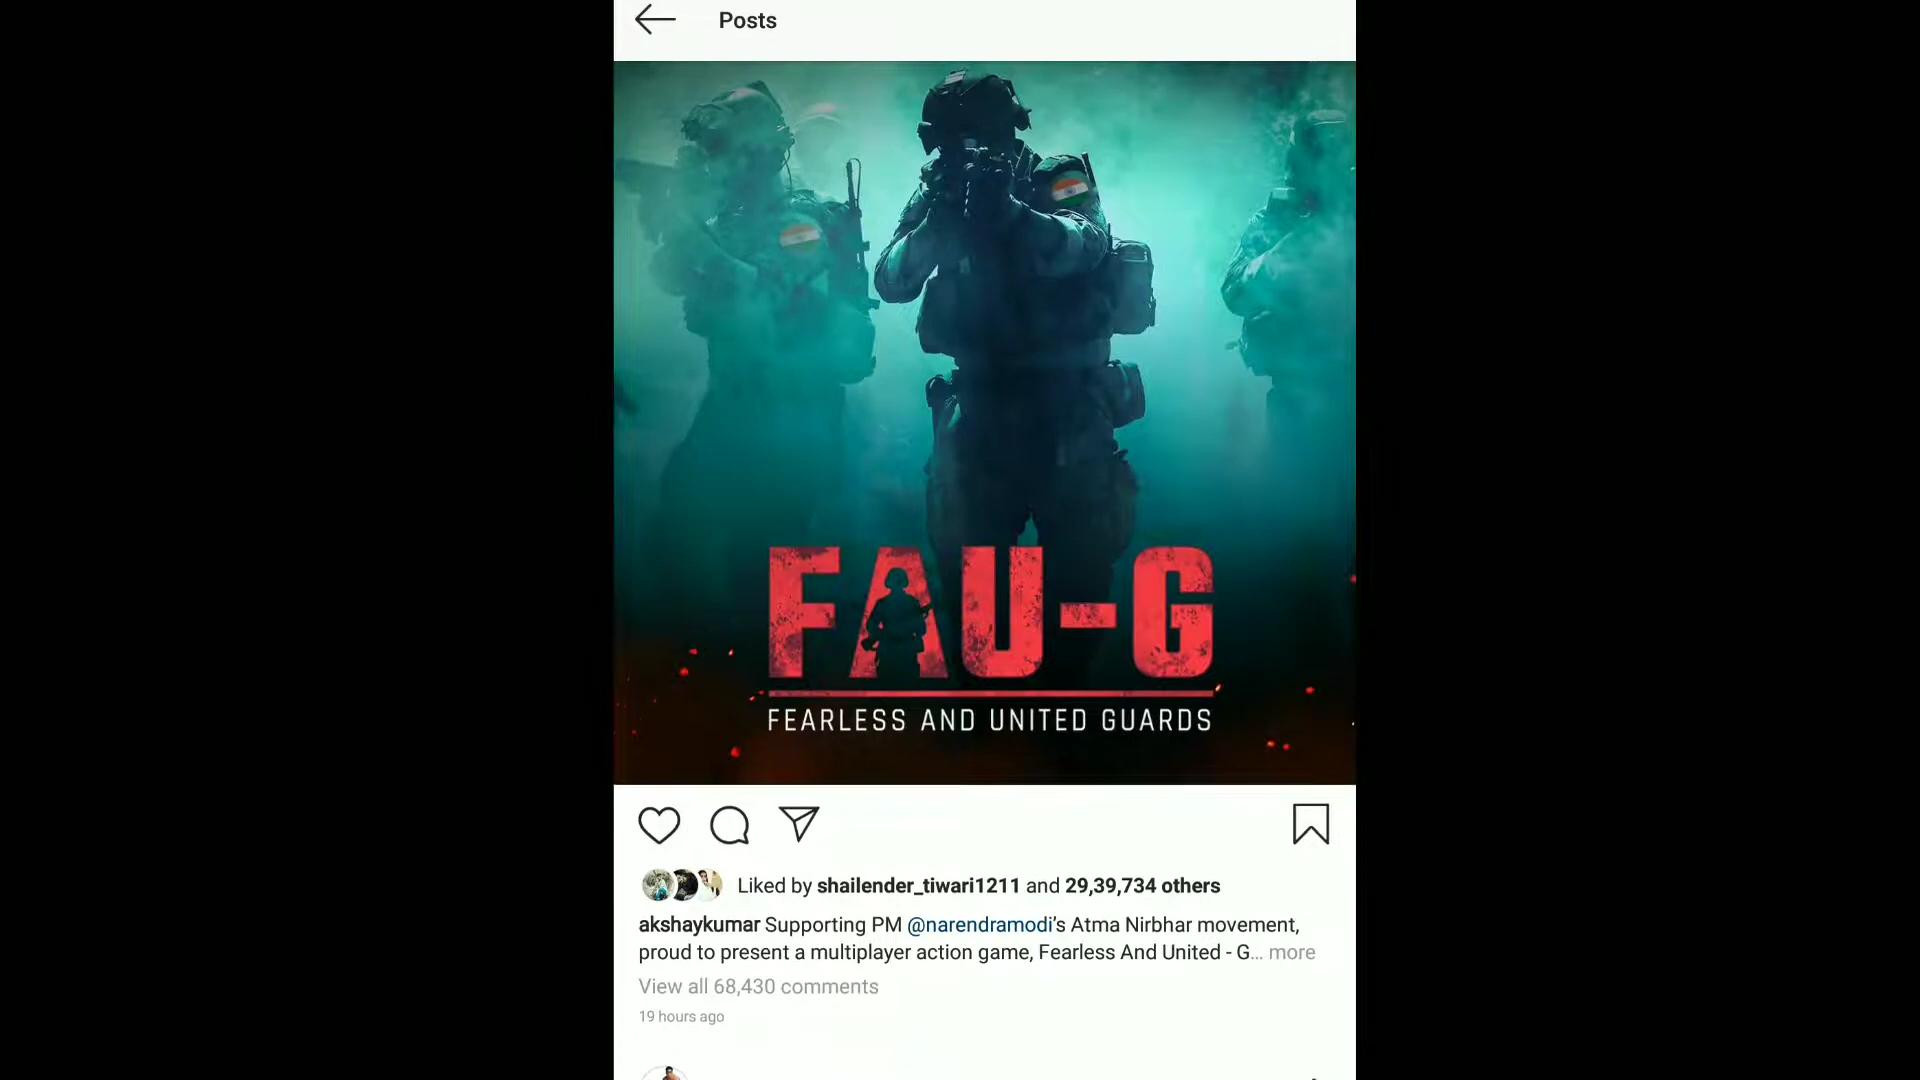 Posts
FAU-G
FEARLESS AND UNITED GUARDS
Liked by shailender_tiwari1211 and 29,39,734 others
akshaykumar Supporting PM @narendramodi's Atma Nirbhar movement,
proud to present a multiplayer action game, Fearless And United - G... more
View all 68,430 comments
19 hours ago